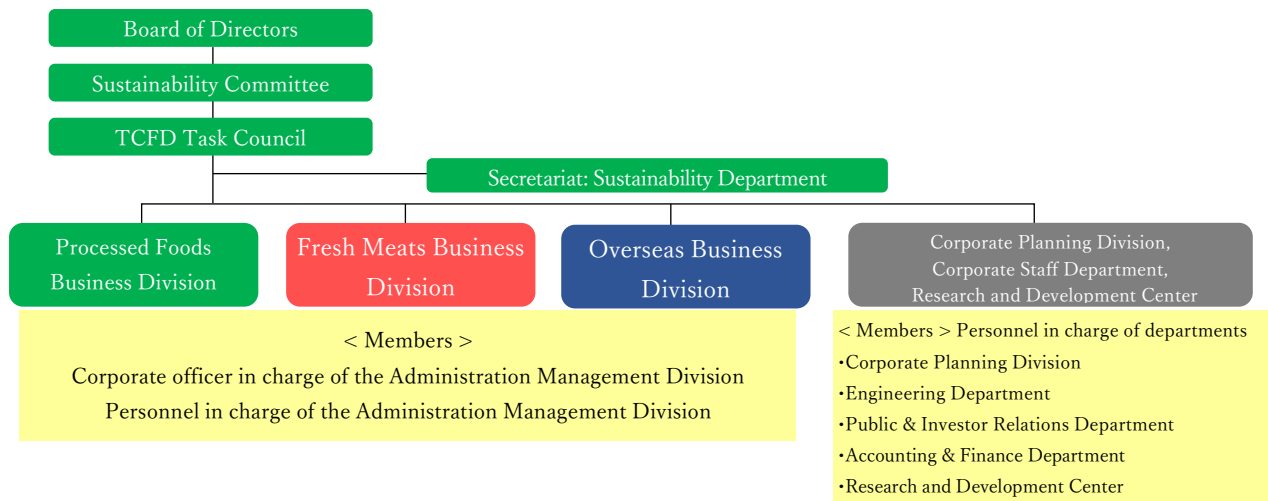 Board of Directors
Sustainability Committee
TCFD Task Council
Secretariat: Sustainability Department
Processed Foods
Business Division
Fresh Meats Business
Division
Overseas Business
Division
Corporate Planning Division,
Corporate Staff Department,
Research and Development Center
< Members >
Corporate officer in charge of the Administration Management Division
Personnel in charge of the Administration Management Division
< Members > Personnel in charge of departments
・Corporate Planning Division
・Engineering Department
・Public & Investor Relations Department
・Accounting & Finance Department
・Research and Development Center